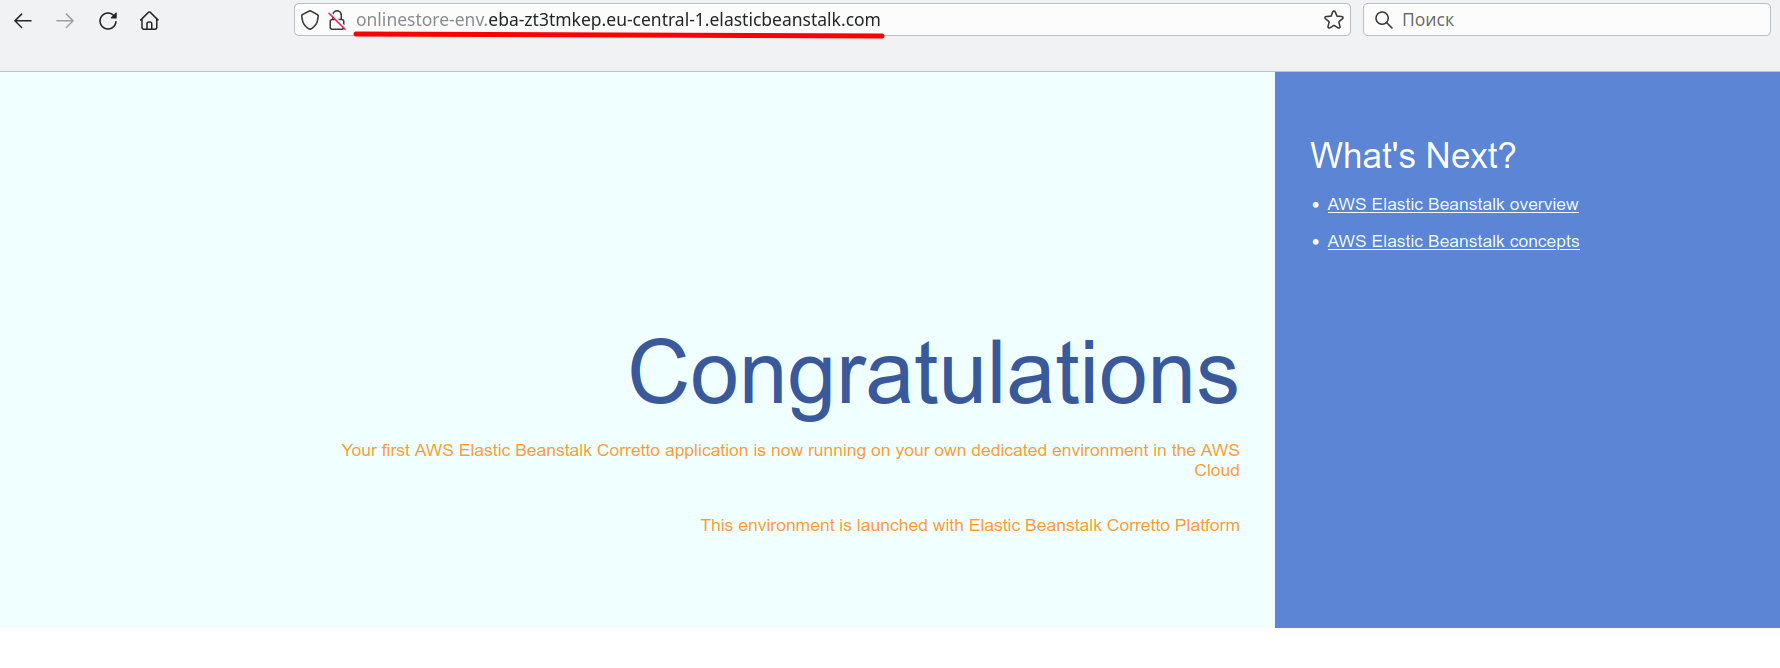 onlinestore-env.eba-zt3tmkep.eu-central-1.elasticbeanstalk.com
Поиск
What's Next?
AWS Elastic Beanstalk overview
AWS Elastic Beanstalk concepts
Congratulations
Your first AWS Elastic Beanstalk Corretto application is now running on your own dedicated environment in the AWS
Cloud
This environment is launched with Elastic Beanstalk Corretto Platform